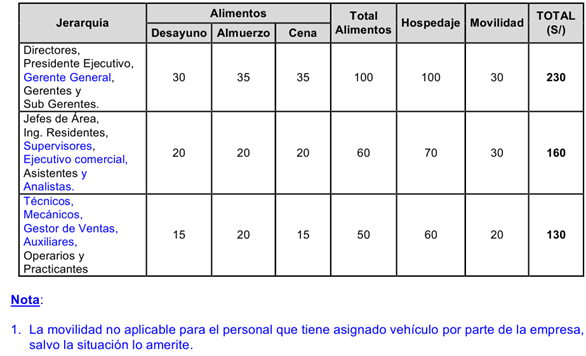 Jerarquía Alimentos Total Alimentos Hospedaje Movilidad TOTAL (S/)
Desayuno Almuerzo Cena
Directores,
Presidente Ejecutivo,
Gerente General,
Gerentes y
Sub Gerentes.
30 35 35 100 100 30 230
Jefes de Área,
Ing. Residentes,
Supervisores,
Ejecutivo comercial,
Asistentes y
Analistas.
20 20 20 60 70 30 160
Técnicos,
Mecánicos,
Gestor de Ventas,
Auxiliares,
Operarios y
Practicantes
15 20 15 50 60 20 130
Nota:
1. La movilidad no aplicable para el personal que tiene asignado vehículo por parte de la empresa,
salvo la situación lo amerite.